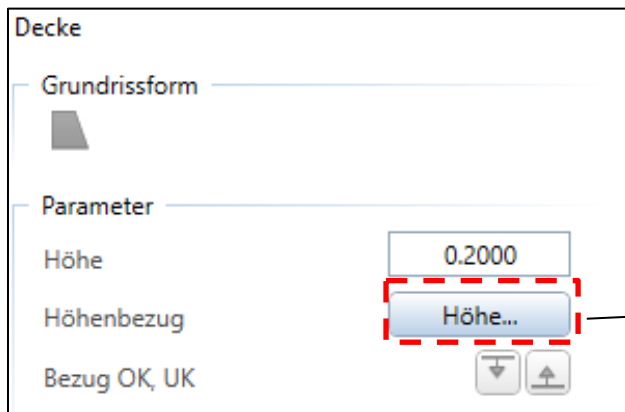 Decke
Grundrissform
Parameter
Höhe 0.2000
Höhenbezug Höhe...
Bezug OK, UK